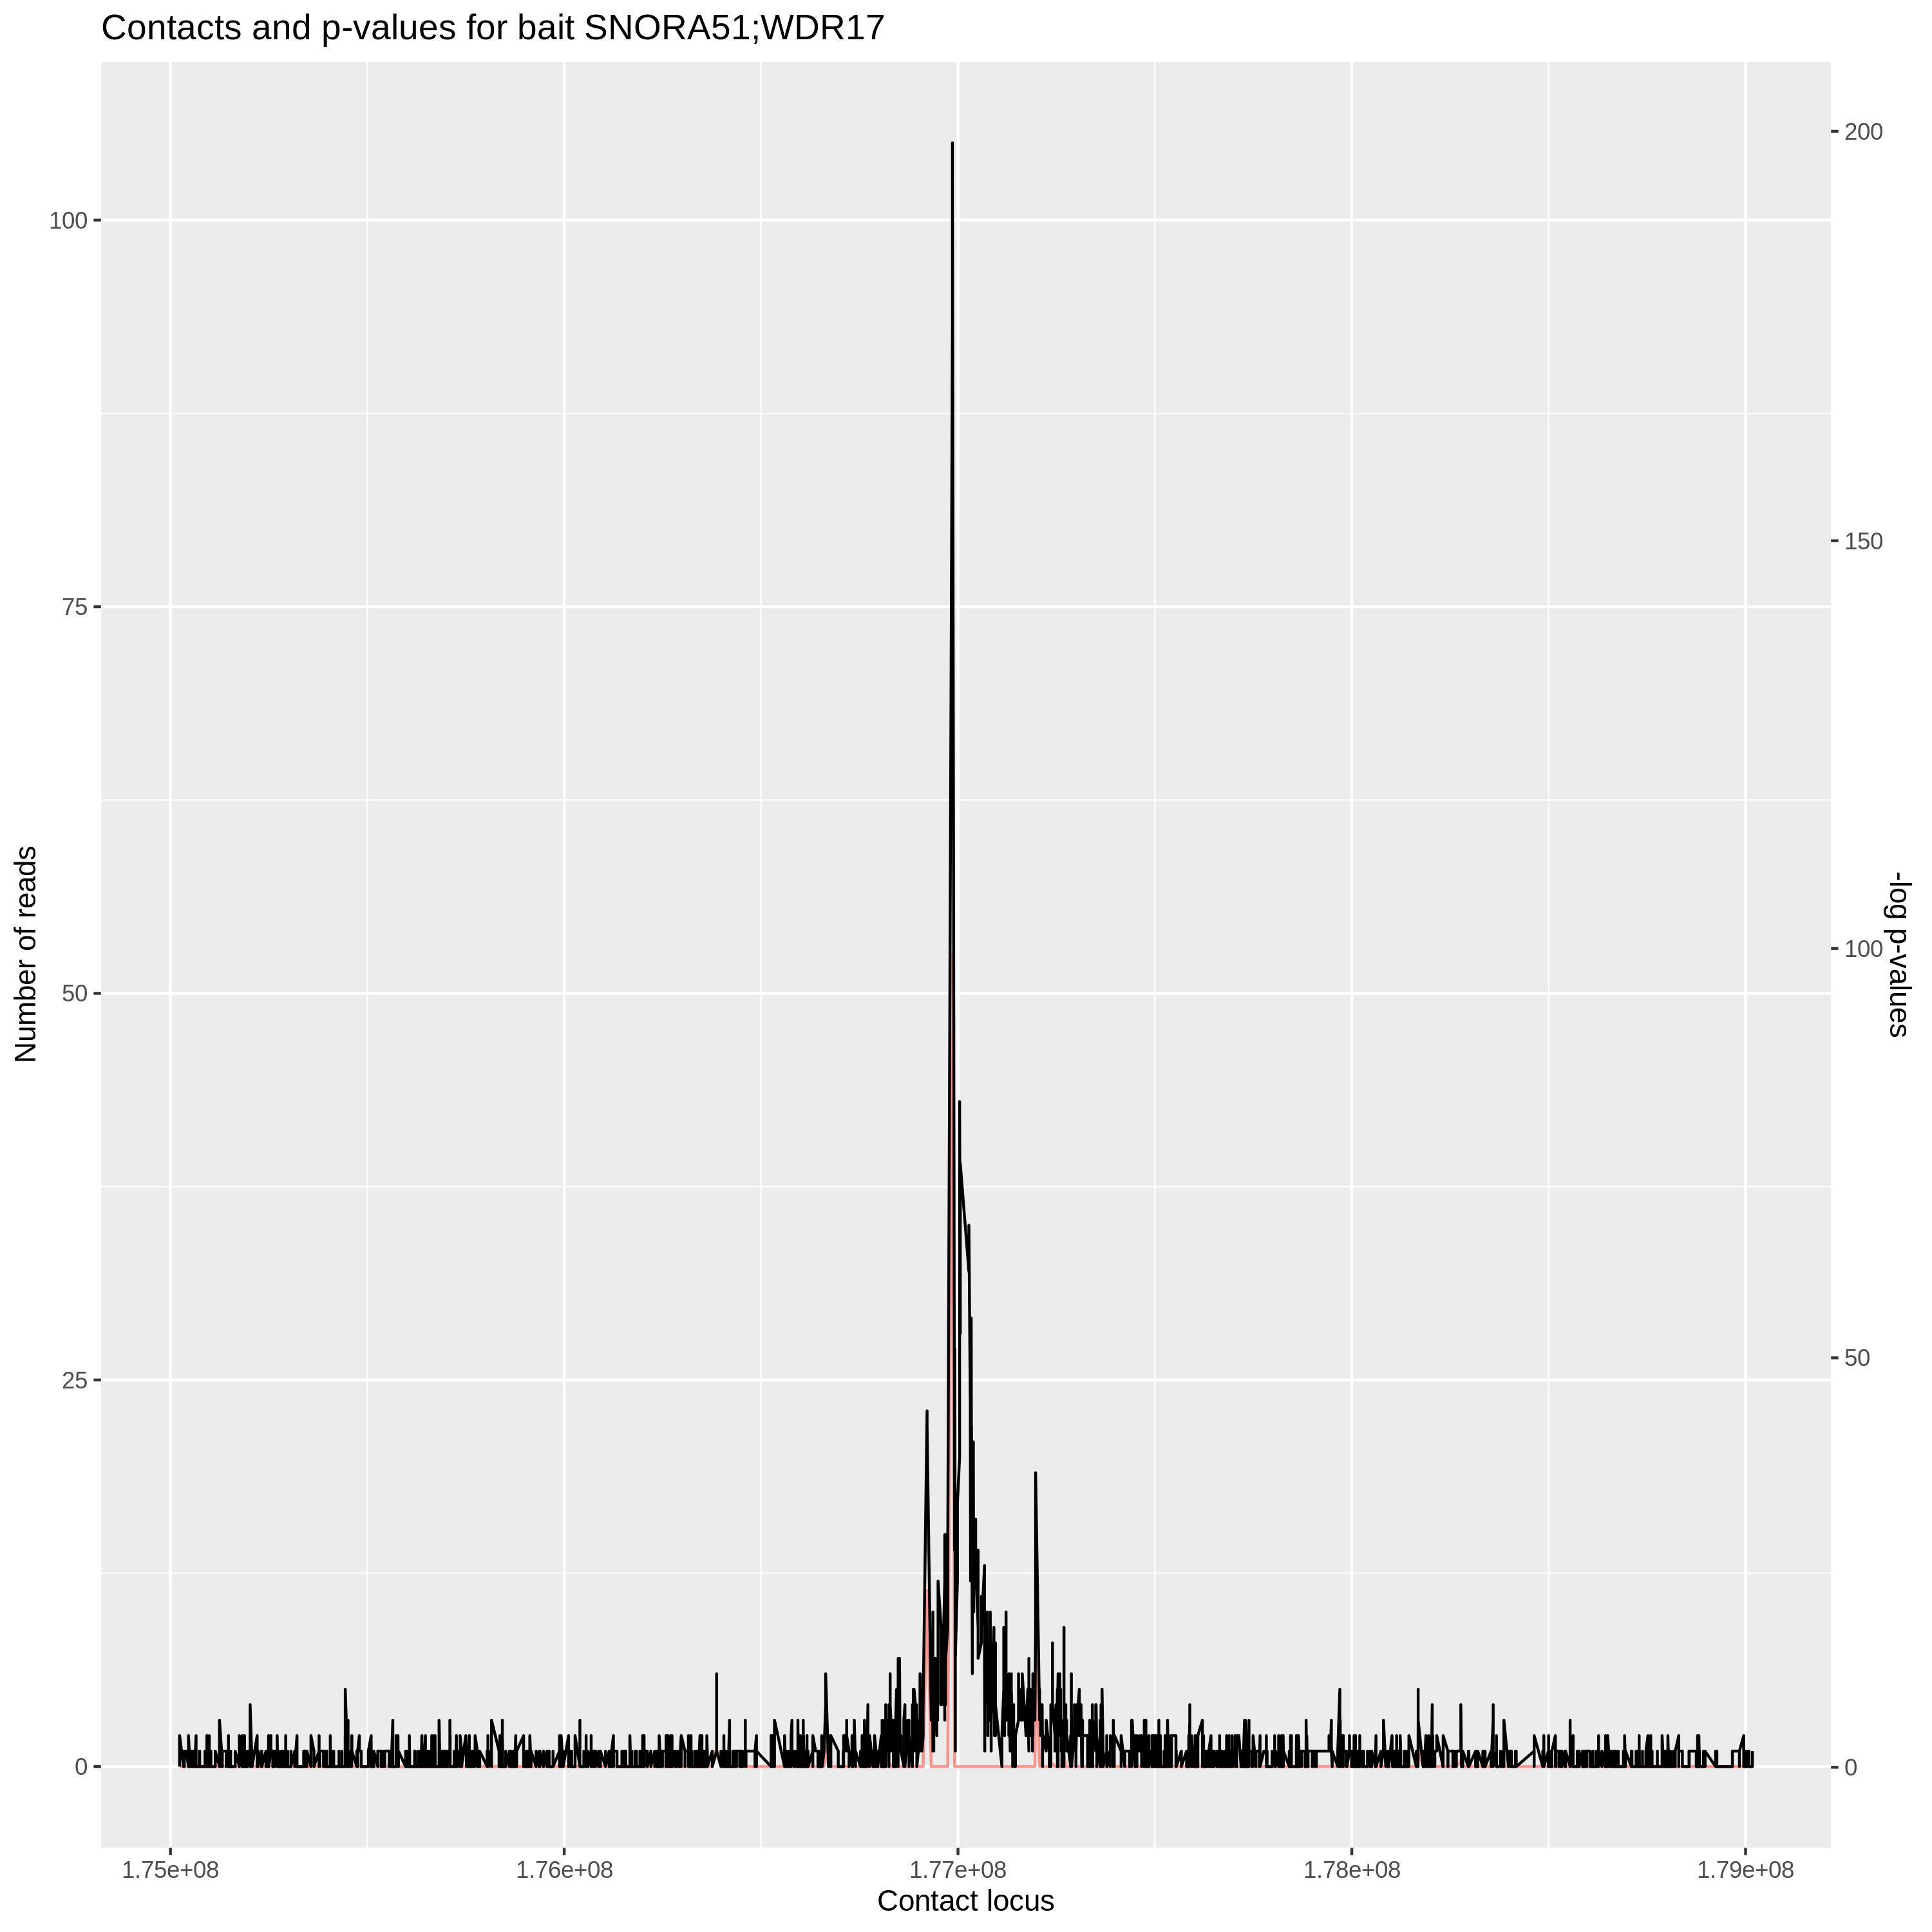 Contacts and p-values for bait SNORA51;WDR17
Number of reads
100
75
50
25
0
200
150
100
50
0
-log p-values
1.75e+08 1.76e+08 1.77e+08 1.78e+08 1.79e+08
Contact locus